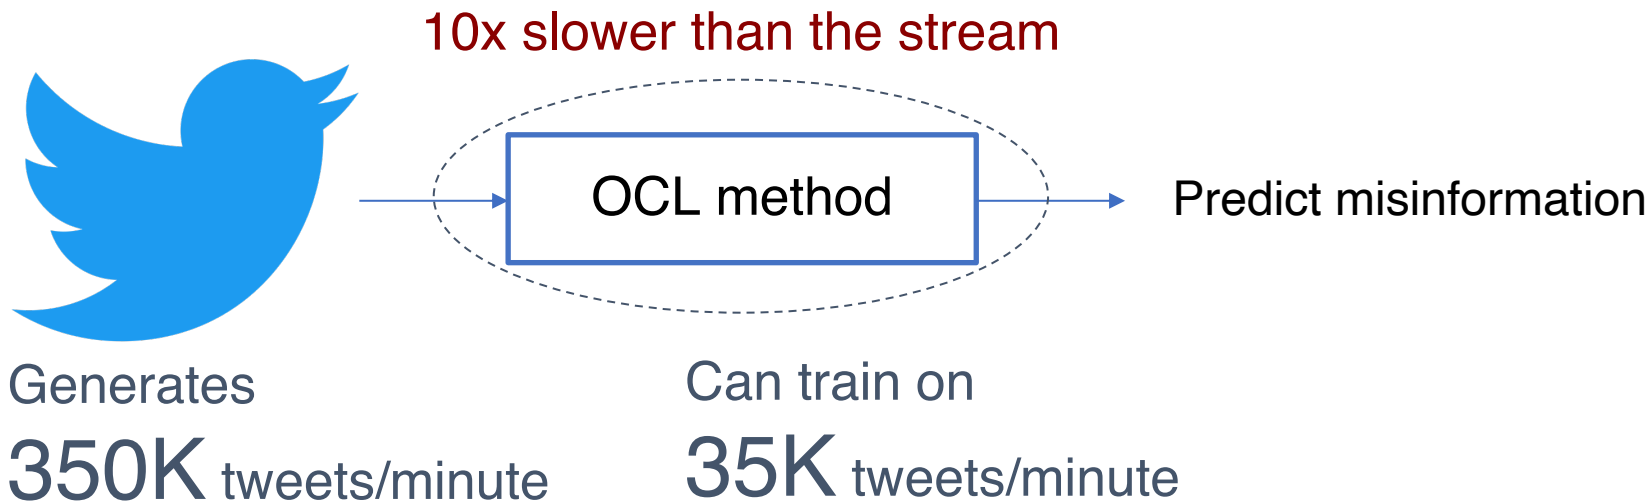 10x slower than the stream
OCL method
Predict misinformation
Generates
350K tweets/minute
Can train on
35K tweets/minute